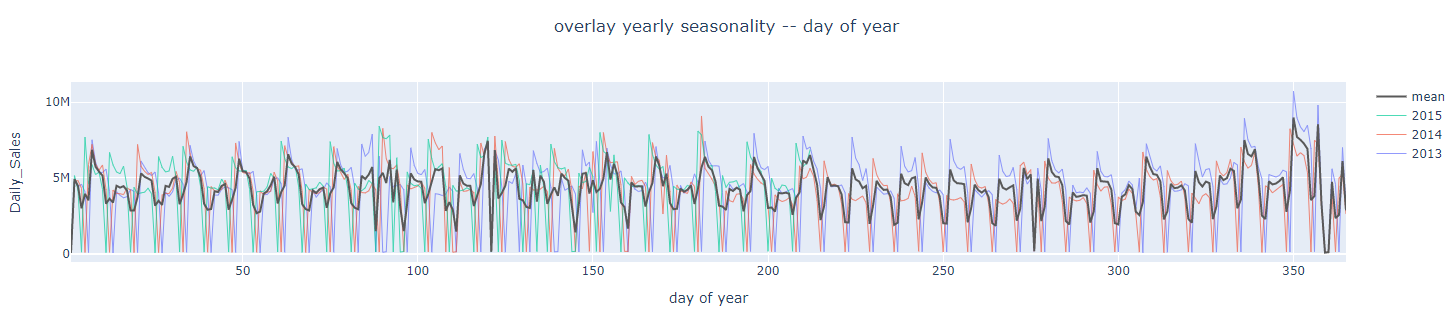 overlay yearly seasonality -- day of year
Daily_Sales
10M
5M
0
50
100
150
200
250
300
350
day of year
mean
2015
2014
2013